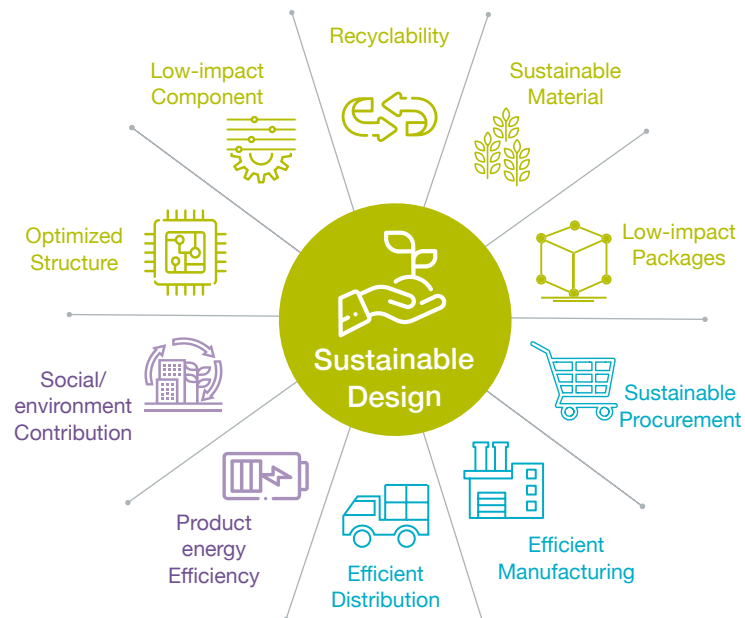 Recyclability
Sustainable
Material
Low-impact
Packages
Sustainable
Procurement
Efficient
Manufacturing
Efficient
Distribution
Product
energy
Efficiency
Social/
environment
Contribution
Optimized
Structure
Low-impact
Component
Sustainable
Design